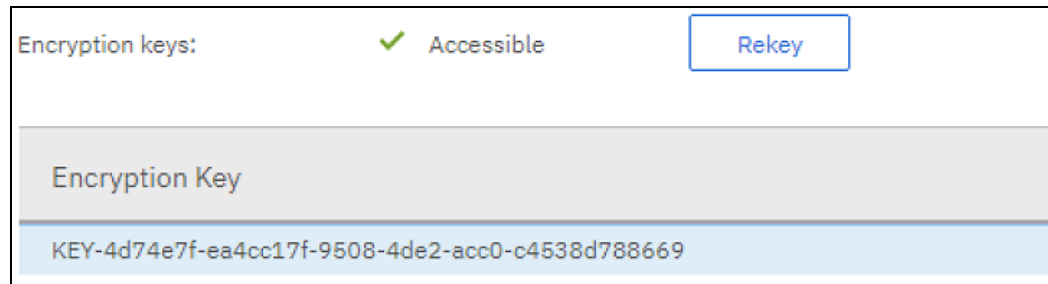 Encryption keys: Accessible Rekey
Encryption Key
KEY-4d74e7f-ea4cc17f-9508-4de2-acc0-c4538d788669